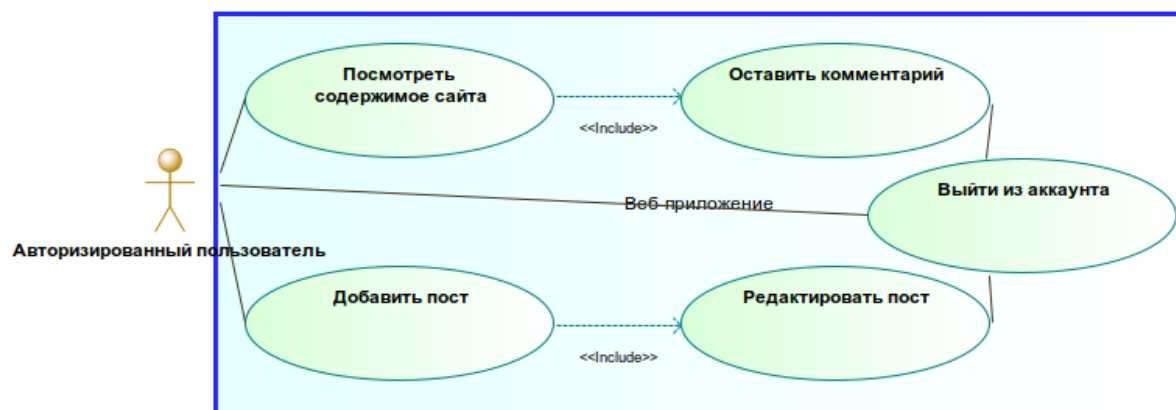 Посмотреть
содержимое сайта
Оставить комментарий
<<Include>>
Выйти из аккаунта
Веб приложение
Авторизированный пользователь
Добавить пост
Редактировать пост
<<Include>>